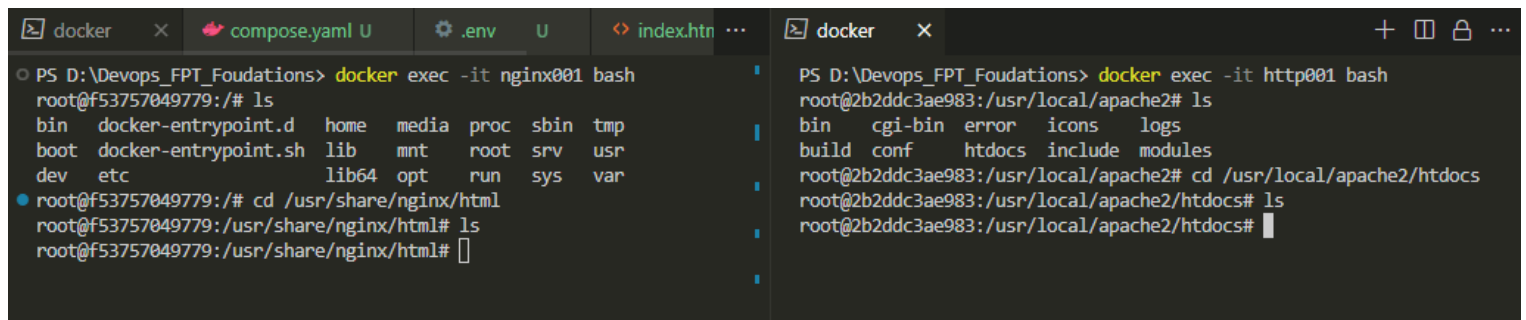 docker
compose.yaml U
.env U
index.htm ...
PS D:\Devops_FPT_Foudations> docker exec -it nginx001 bash
root@f53757049779:/# ls
bin docker-entrypoint.d home media proc sbin tmp
boot docker-entrypoint.sh lib mnt root srv usr
dev etc lib64 opt run sys var
root@f53757049779:/# cd /usr/share/nginx/html
root@f53757049779:/usr/share/nginx/html# ls
root@f53757049779:/usr/share/nginx/html#
docker
PS D:\Devops_FPT_Foudations> docker exec -it http001 bash
root@2b2ddc3ae983:/usr/local/apache2# ls
bin cgi-bin error icons logs
build conf htdocs include modules
root@2b2ddc3ae983:/usr/local/apache2# cd /usr/local/apache2/htdocs
root@2b2ddc3ae983:/usr/local/apache2/htdocs# ls
root@2b2ddc3ae983:/usr/local/apache2/htdocs#